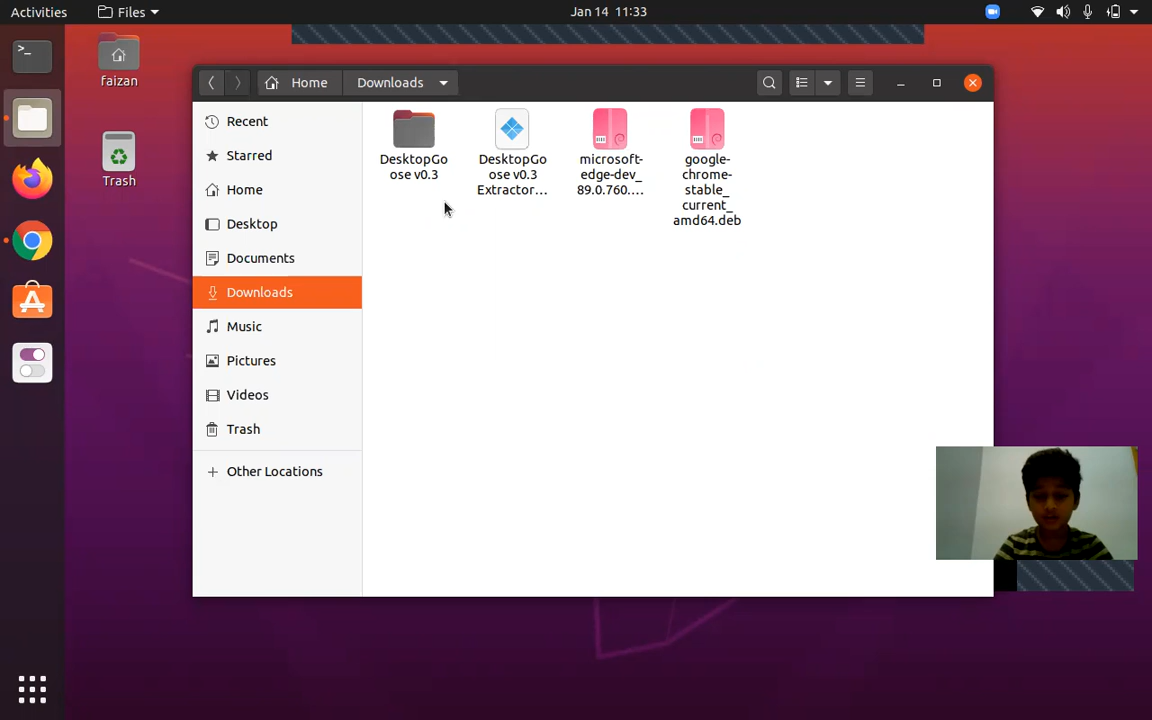 Activities
Files
Jan 14 11:33
>_
faizan
Trash
Home
Downloads
Recent
Starred
Home
Desktop
Documents
Downloads
Music
Pictures
Videos
Trash
Other Locations
DesktopGo
ose v0.3
DesktopGo
ose v0.3
Extractor…
microsoft-
edge-dev_
89.0.760.…
google-
chrome-
stable_
current_
amd64.deb